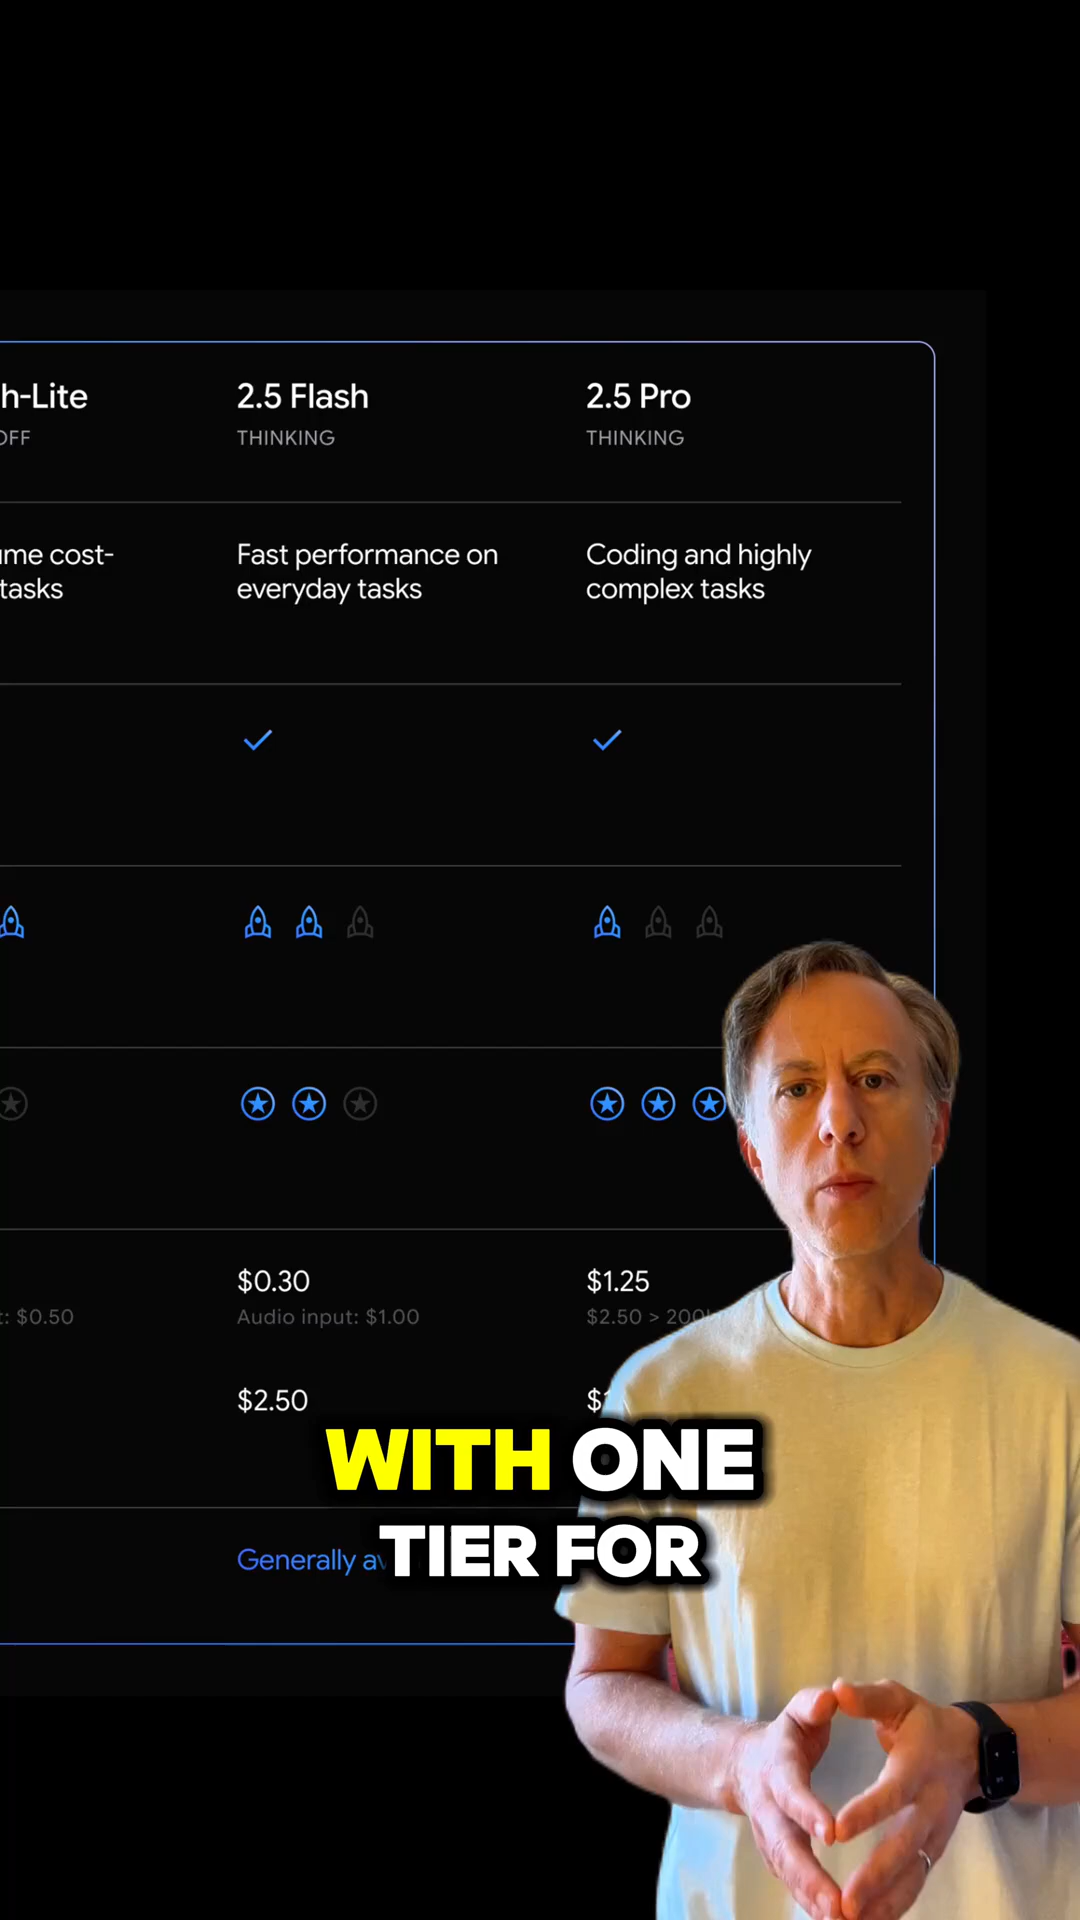 h-Lite
OFF
2.5 Flash
THINKING
2.5 Pro
THINKING
ume cost-
tasks
Fast performance on
everyday tasks
Coding and highly
complex tasks
t: $0.50
$0.30
Audio input: $1.00
$1.25
$2.50 > 200
$2.50
WITH ONE
TIER FOR
Generally av